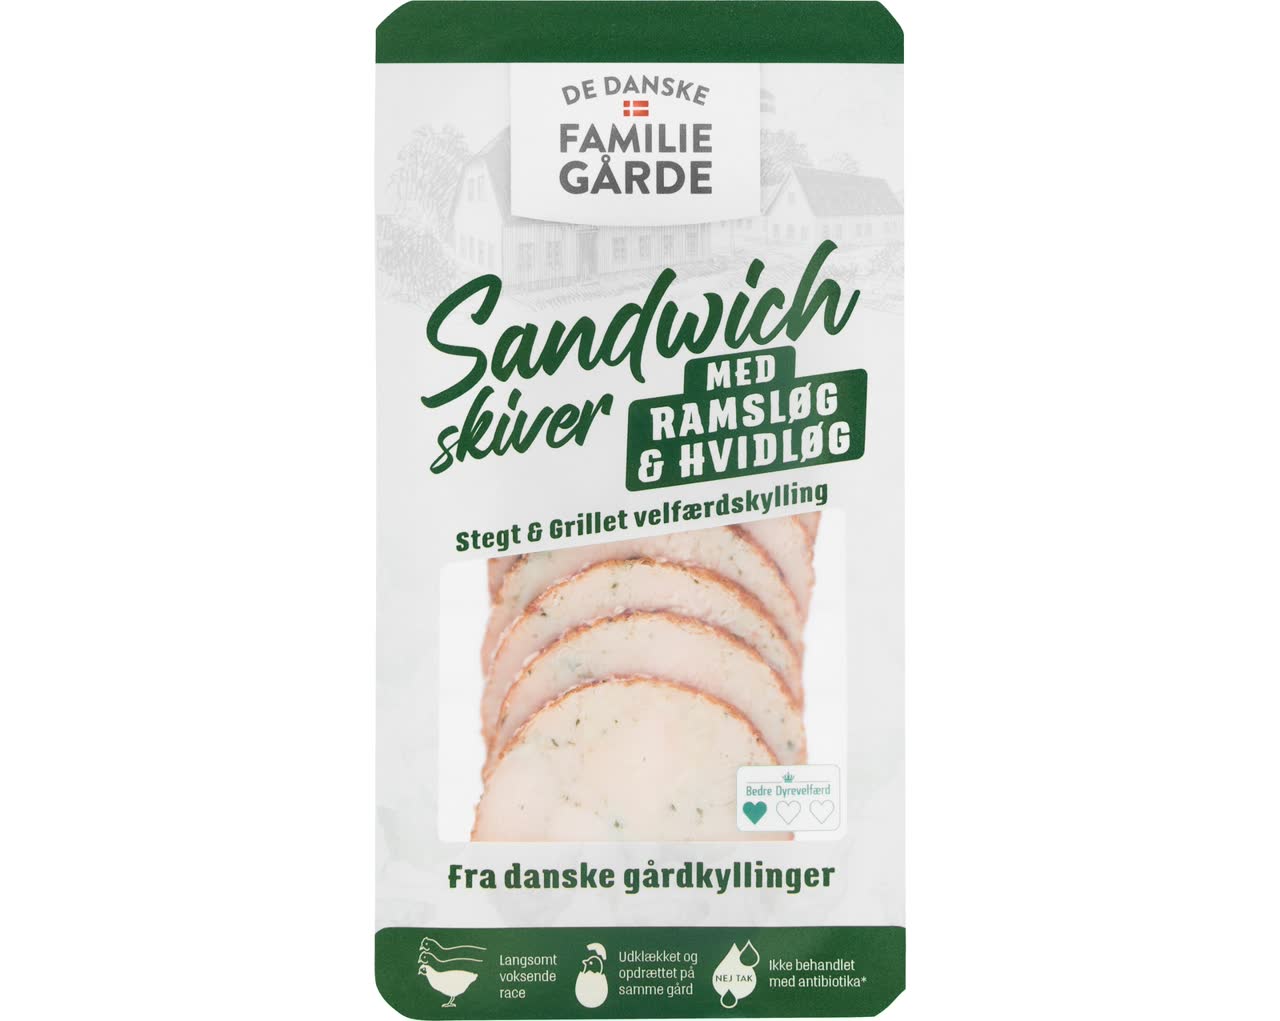 DE DANSKE
FAMILIE
GÅRDE
Sandwich
skiver
MED
RAMSLØG
& HVIDLØG
Stegt & Grillet velfærdskylling
Bedre Dyrevelfærd
Fra danske gårdkyllinger
Langsomt
voksende
race
Udklækket og
opdrættet på
samme gård
NEJ TAK
Ikke behandlet
med antibiotika*